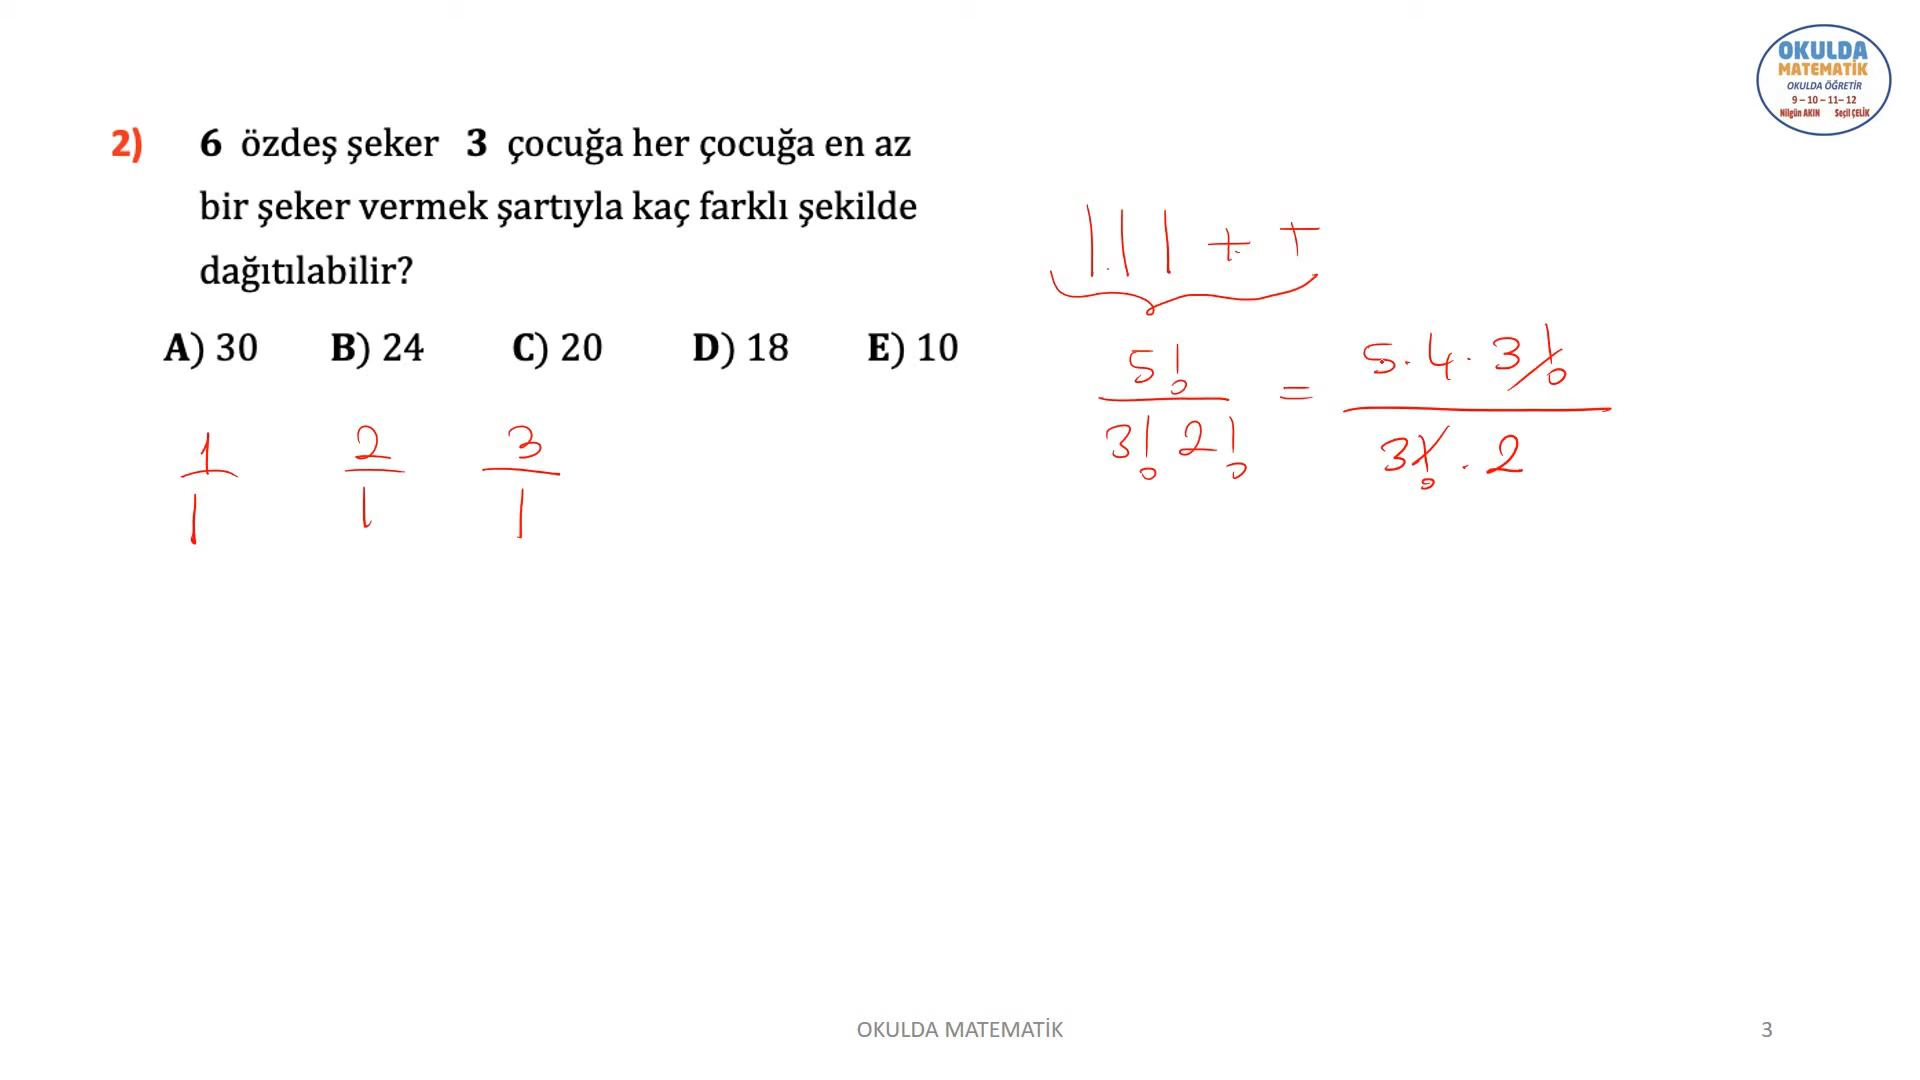 OKULDA
MATEMATİK
OKULDA ÖĞRETİR
9 – 10 – 11– 12
Nilgün AKIN Seçil ÇELİK
2) 6 özdeş şeker 3 çocuğa her çocuğa en az
bir şeker vermek şartıyla kaç farklı şekilde
dağıtılabilir?
A) 30 B) 24 C) 20 D) 18 E) 10
1 2 3
1 1 1
| | | + +
5! / 3! 2! = 5 . 4 . 3! / 3! . 2
OKULDA MATEMATİK
3